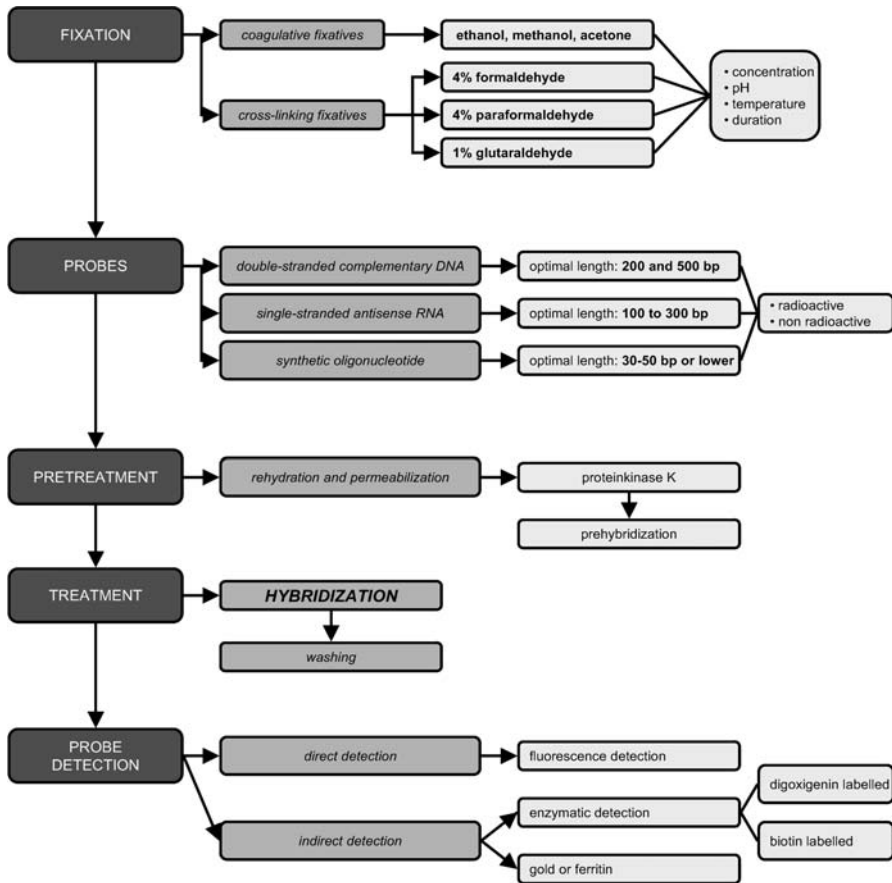 FIXATION
coagulative fixatives
ethanol, methanol, acetone
4% formaldehyde
cross-linking fixatives
4% paraformaldehyde
1% glutaraldehyde
• concentration
• pH
• temperature
• duration
PROBES
double-stranded complementary DNA
optimal length: 200 and 500 bp
single-stranded antisense RNA
optimal length: 100 to 300 bp
synthetic oligonucleotide
optimal length: 30-50 bp or lower
• radioactive
• non radioactive
PRETREATMENT
rehydration and permeabilization
proteinkinase K
prehybridization
TREATMENT
HYBRIDIZATION
washing
PROBE
DETECTION
direct detection
fluorescence detection
indirect detection
enzymatic detection
digoxigenin labelled
biotin labelled
gold or ferritin